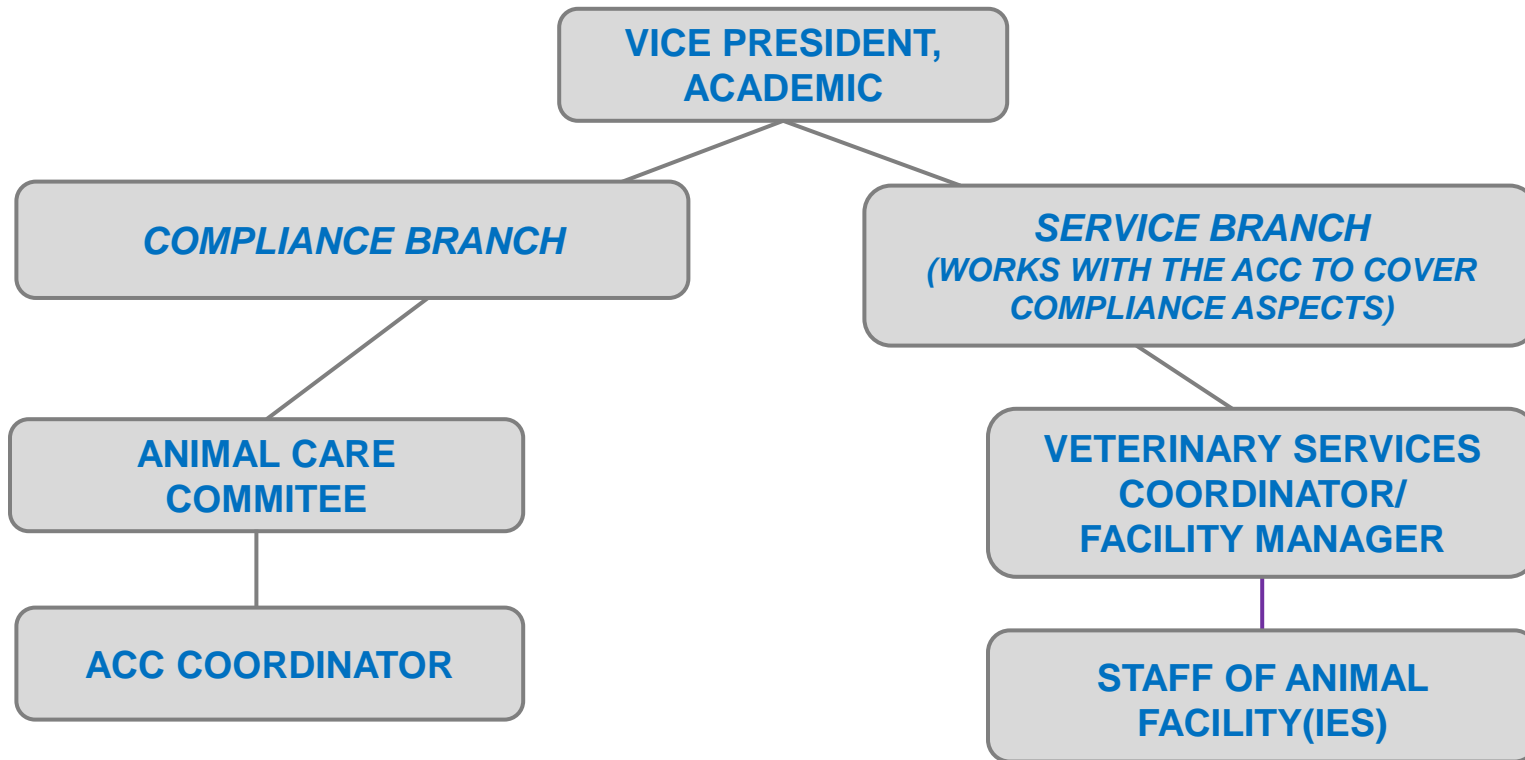 VICE PRESIDENT,
ACADEMIC
COMPLIANCE BRANCH
SERVICE BRANCH
(WORKS WITH THE ACC TO COVER
COMPLIANCE ASPECTS)
ANIMAL CARE
COMMITEE
VETERINARY SERVICES
COORDINATOR/
FACILITY MANAGER
ACC COORDINATOR
STAFF OF ANIMAL
FACILITY(IES)